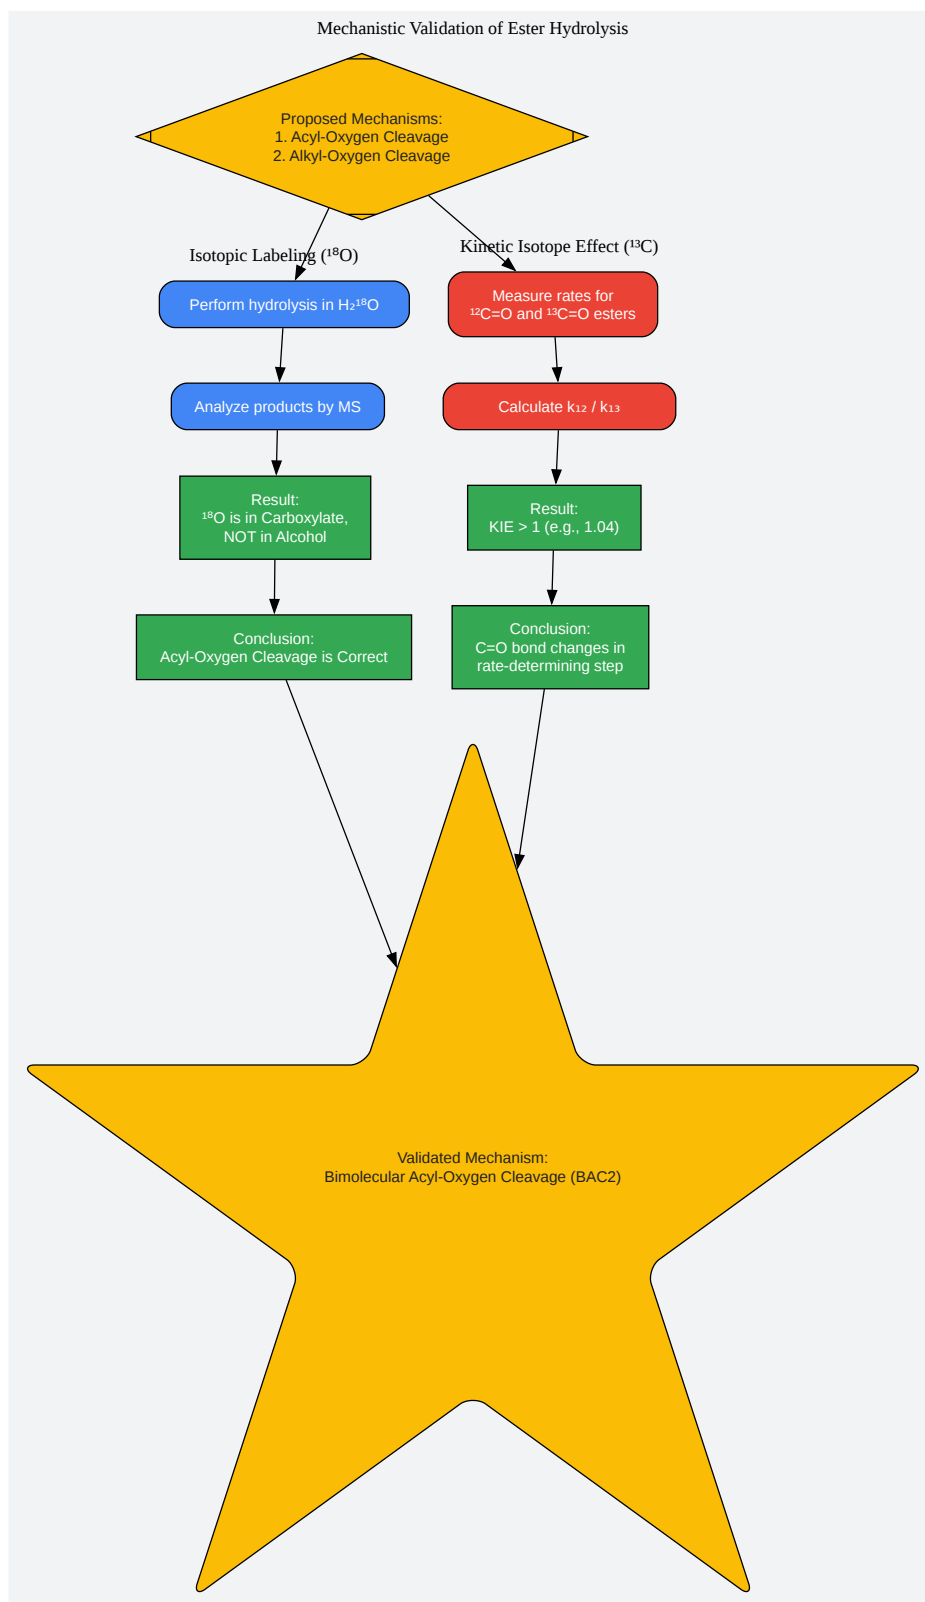 Mechanistic Validation of Ester Hydrolysis
Proposed Mechanisms:
1. Acyl-Oxygen Cleavage
2. Alkyl-Oxygen Cleavage
Isotopic Labeling (¹⁸O)
Perform hydrolysis in H₂¹⁸O
Analyze products by MS
Result:
¹⁸O is in Carboxylate,
NOT in Alcohol
Conclusion:
Acyl-Oxygen Cleavage is Correct
Kinetic Isotope Effect (¹³C)
Measure rates for
¹²C=O and ¹³C=O esters
Calculate k₁₂ / k₁₃
Result:
KIE > 1 (e.g., 1.04)
Conclusion:
C=O bond changes in
rate-determining step
Validated Mechanism:
Bimolecular Acyl-Oxygen Cleavage (BAC2)